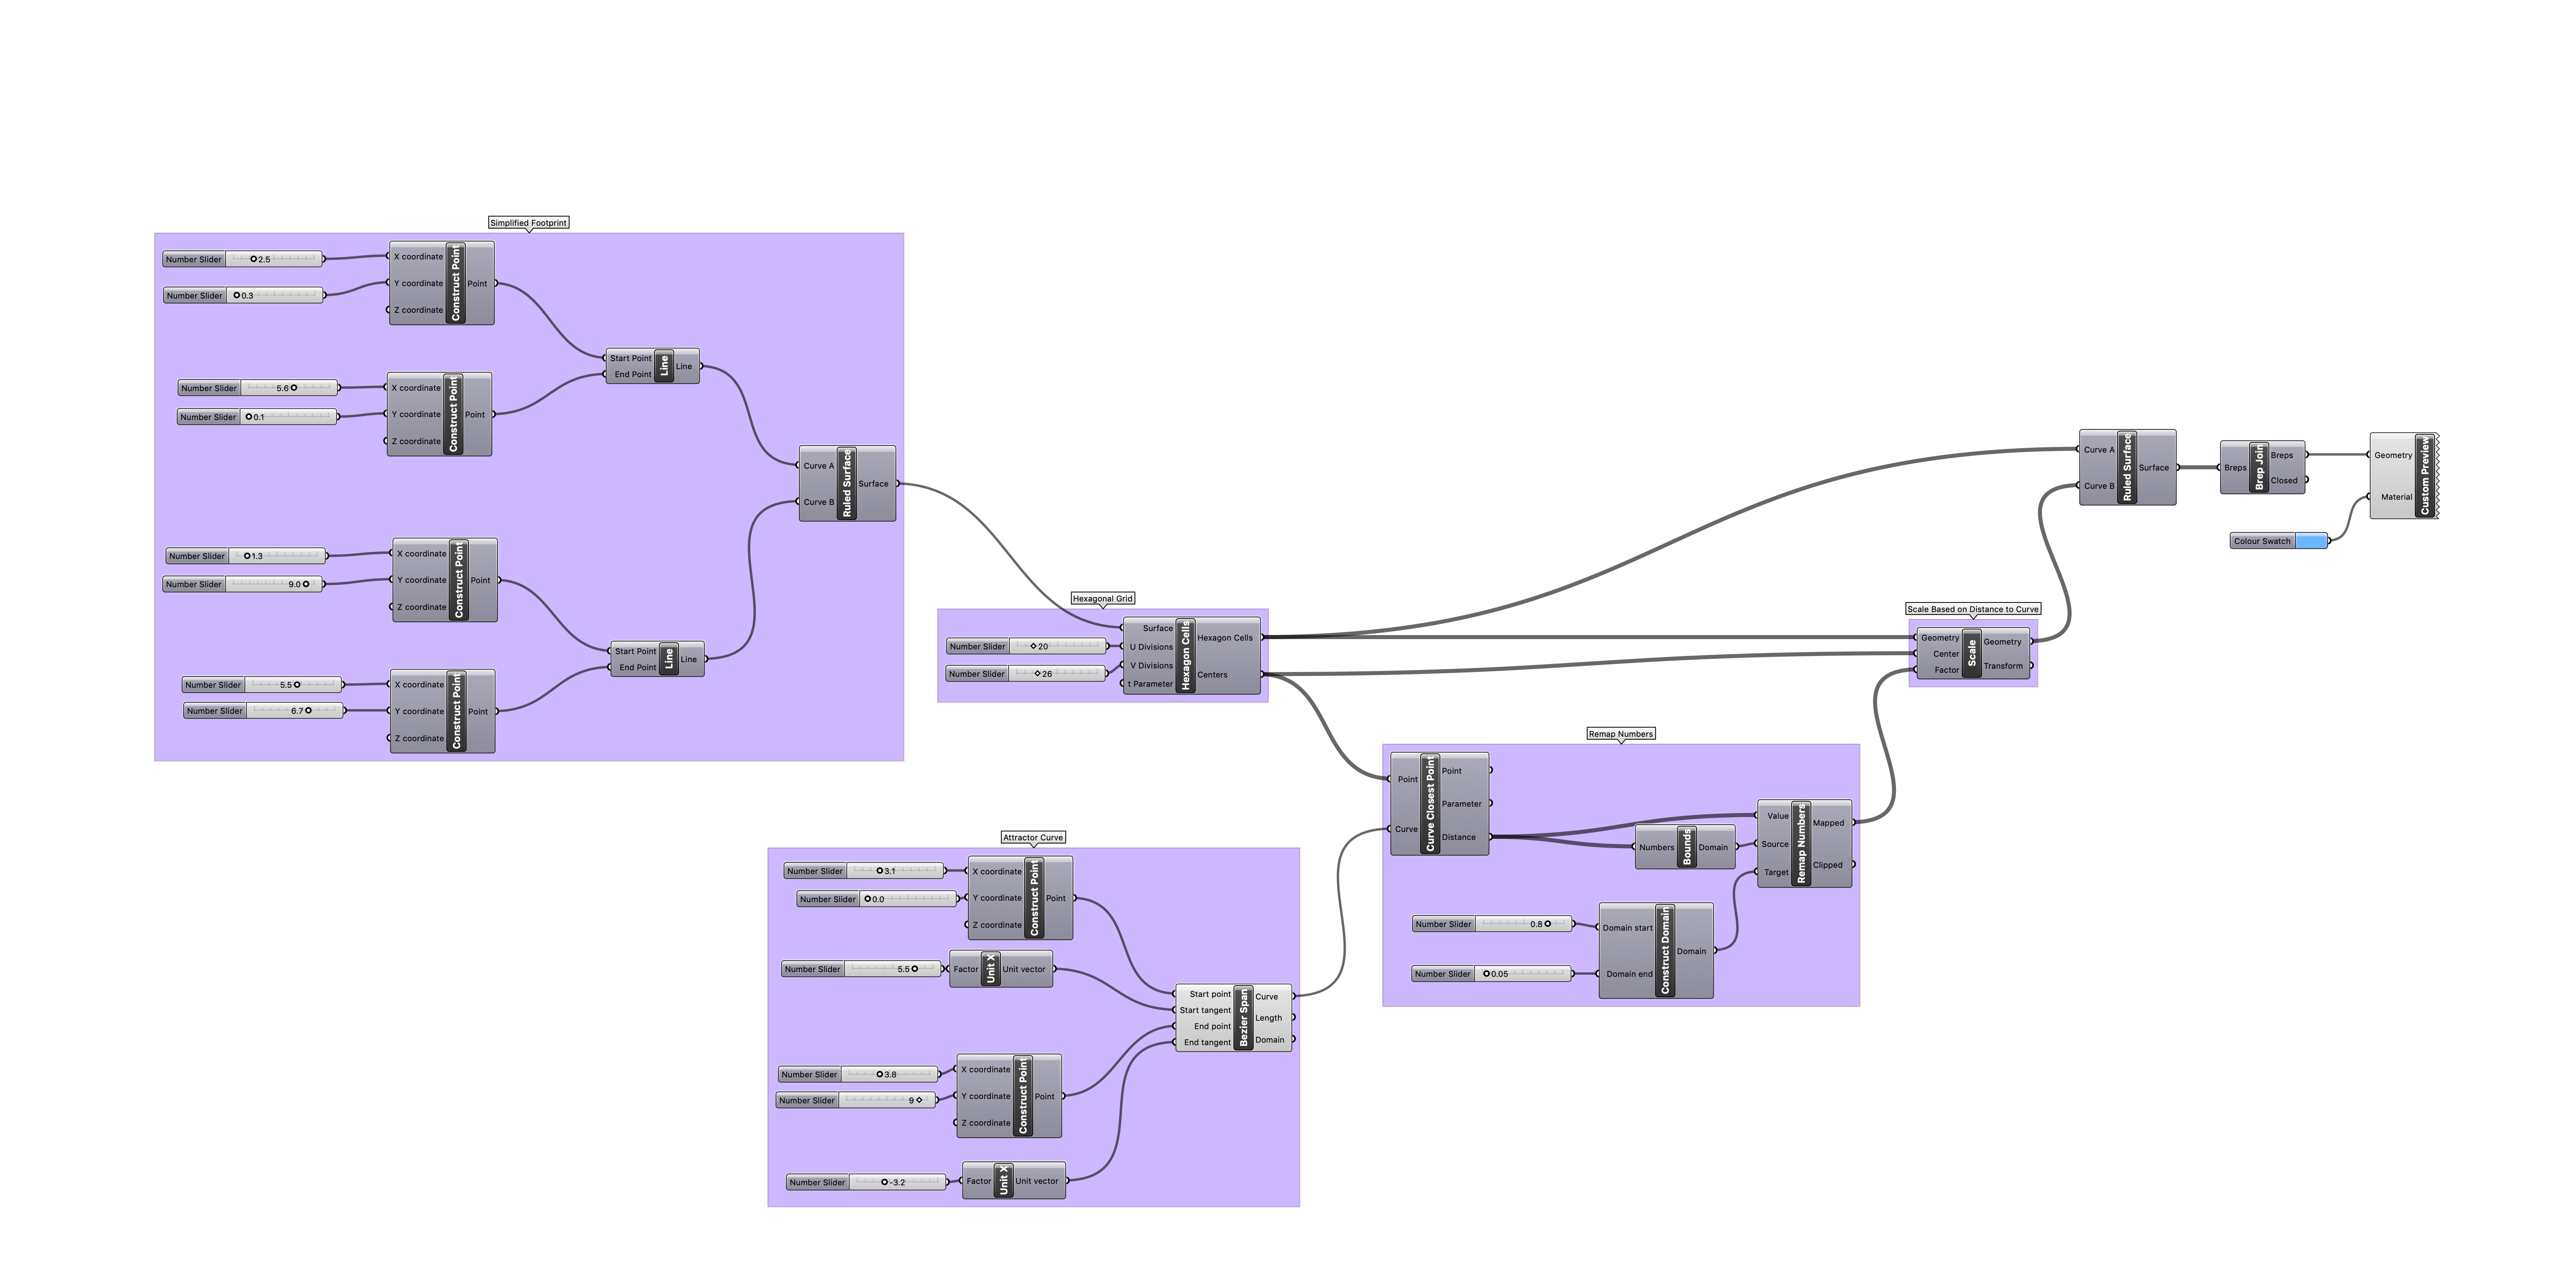 Simplified Footprint
Number Slider 2.5
Number Slider 0.3
X coordinate
Y coordinate
Z coordinate
Construct Point
Point
Number Slider 5.6
Number Slider 0.1
X coordinate
Y coordinate
Z coordinate
Construct Point
Point
Start Point
End Point
Line
Line
Number Slider 1.3
Number Slider 9.0
X coordinate
Y coordinate
Z coordinate
Construct Point
Point
Number Slider 5.5
Number Slider 6.7
X coordinate
Y coordinate
Z coordinate
Construct Point
Point
Start Point
End Point
Line
Line
Curve A
Curve B
Ruled Surface
Surface
Hexagonal Grid
Number Slider 20
Number Slider 26
Surface
U Divisions
V Divisions
t Parameter
Hexagon Cells
Hexagon Cells
Centers
Attractor Curve
Number Slider 3.1
Number Slider 0.0
X coordinate
Y coordinate
Z coordinate
Construct Point
Point
Number Slider 5.5
Factor
Unit X
Unit vector
Number Slider 3.8
Number Slider 9
X coordinate
Y coordinate
Z coordinate
Construct Point
Point
Number Slider -3.2
Factor
Unit X
Unit vector
Start point
Start tangent
End point
End tangent
Bezier Span
Curve
Length
Domain
Remap Numbers
Point
Curve
Curve Closest Point
Point
Parameter
Distance
Numbers
Bounds
Domain
Number Slider 0.8
Number Slider 0.05
Domain start
Domain end
Construct Domain
Domain
Value
Source
Target
Remap Numbers
Mapped
Clipped
Scale Based on Distance to Curve
Geometry
Center
Factor
Scale
Geometry
Transform
Curve A
Curve B
Ruled Surface
Surface
Breps
Brep Join
Breps
Closed
Colour Swatch
Geometry
Material
Custom Preview